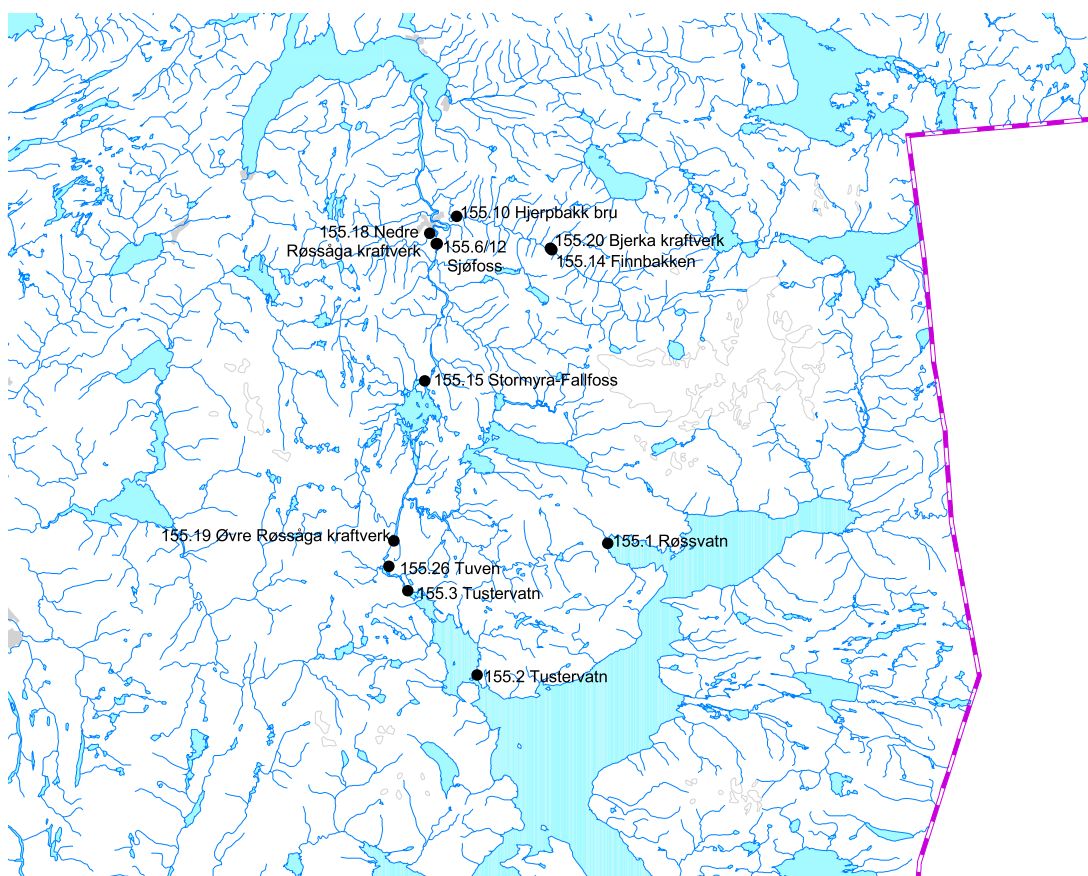 155.10 Hjerpbakk bru
155.18 Nedre
Røssåga kraftverk
155.6/12
Sjøfoss
155.20 Bjerka kraftverk
155.14 Finnbakken
155.15 Stormyra-Fallfoss
155.19 Øvre Røssåga kraftverk
155.1 Røssvatn
155.26 Tuven
155.3 Tustervatn
155.2 Tustervatn